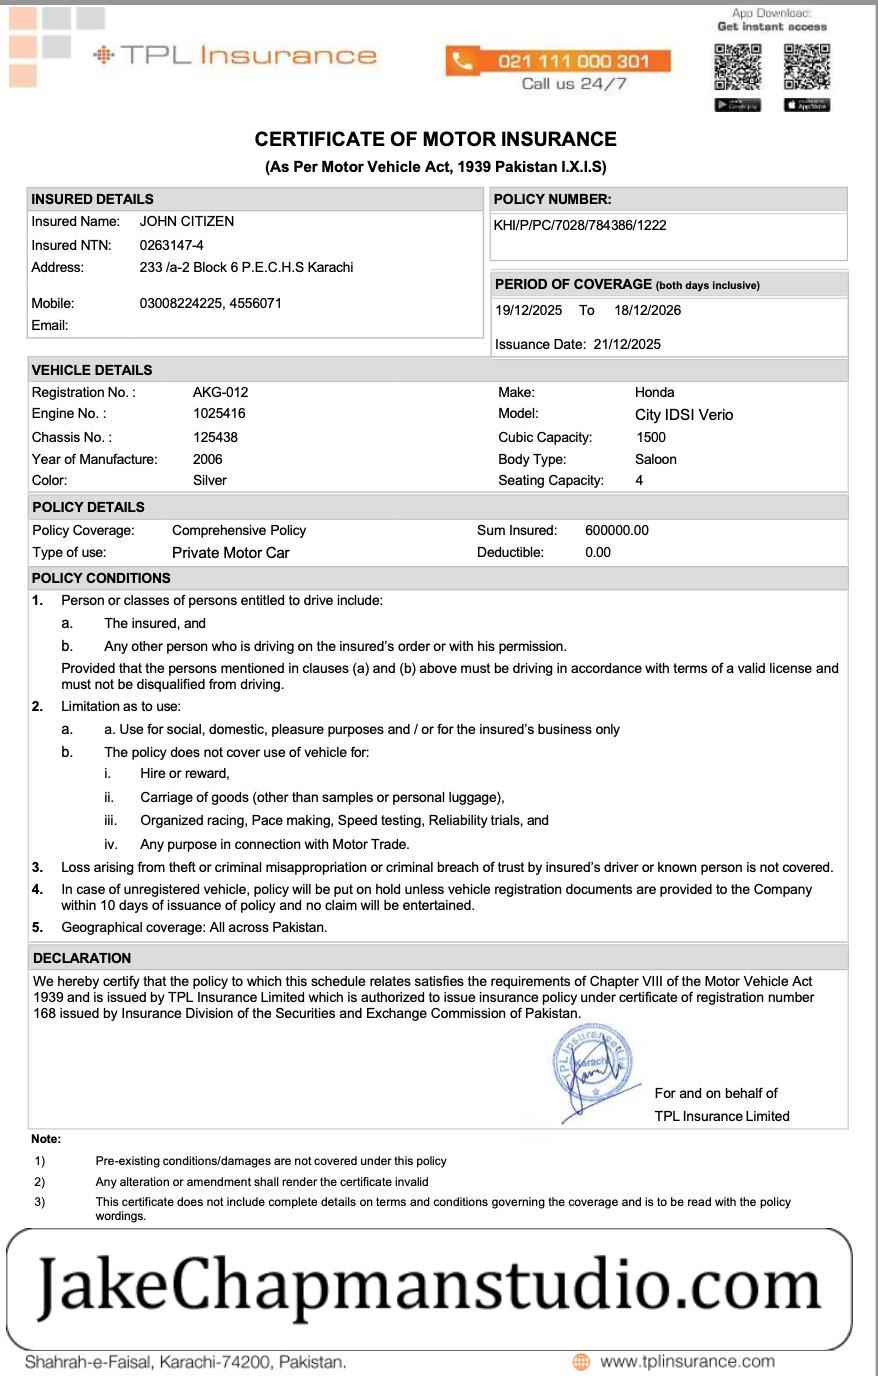 App Download:
Get instant access
TPL Insurance
021 111 000 301
Call us 24/7
CERTIFICATE OF MOTOR INSURANCE
(As Per Motor Vehicle Act, 1939 Pakistan I.X.I.S)
INSURED DETAILS
Insured Name: JOHN CITIZEN
Insured NTN: 0263147-4
Address: 233 /a-2 Block 6 P.E.C.H.S Karachi
Mobile: 03008224225, 4556071
Email:
POLICY NUMBER:
KHI/P/PC/7028/784386/1222
PERIOD OF COVERAGE (both days inclusive)
19/12/2025 To 18/12/2026
Issuance Date: 21/12/2025
VEHICLE DETAILS
Registration No. : AKG-012 Make: Honda
Engine No. : 1025416 Model: City IDSI Verio
Chassis No. : 125438 Cubic Capacity: 1500
Year of Manufacture: 2006 Body Type: Saloon
Color: Silver Seating Capacity: 4
POLICY DETAILS
Policy Coverage: Comprehensive Policy Sum Insured: 600000.00
Type of use: Private Motor Car Deductible: 0.00
POLICY CONDITIONS
1. Person or classes of persons entitled to drive include:
a. The insured, and
b. Any other person who is driving on the insured's order or with his permission.
Provided that the persons mentioned in clauses (a) and (b) above must be driving in accordance with terms of a valid license and
must not be disqualified from driving.
2. Limitation as to use:
a. a. Use for social, domestic, pleasure purposes and / or for the insured's business only
b. The policy does not cover use of vehicle for:
i. Hire or reward,
ii. Carriage of goods (other than samples or personal luggage),
iii. Organized racing, Pace making, Speed testing, Reliability trials, and
iv. Any purpose in connection with Motor Trade.
3. Loss arising from theft or criminal misappropriation or criminal breach of trust by insured's driver or known person is not covered.
4. In case of unregistered vehicle, policy will be put on hold unless vehicle registration documents are provided to the Company
within 10 days of issuance of policy and no claim will be entertained.
5. Geographical coverage: All across Pakistan.
DECLARATION
We hereby certify that the policy to which this schedule relates satisfies the requirements of Chapter VIII of the Motor Vehicle Act
1939 and is issued by TPL Insurance Limited which is authorized to issue insurance policy under certificate of registration number
168 issued by Insurance Division of the Securities and Exchange Commission of Pakistan.
TPL Insurance Ltd
Karachi
For and on behalf of
TPL Insurance Limited
Note:
1) Pre-existing conditions/damages are not covered under this policy
2) Any alteration or amendment shall render the certificate invalid
3) This certificate does not include complete details on terms and conditions governing the coverage and is to be read with the policy
wordings.
JakeChapmanstudio.com
Shahrah-e-Faisal, Karachi-74200, Pakistan. www.tplinsurance.com